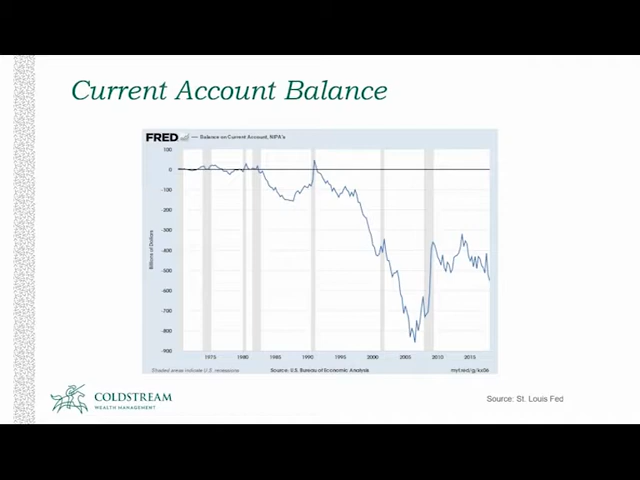 Current Account Balance
FRED — Balance on Current Account, NIPA's
100
0
-100
-200
-300
-400
-500
-600
-700
-800
-900
Billions of Dollars
1975 1980 1985 1990 1995 2000 2005 2010 2015
Shaded areas indicate U.S. recessions
Source: U.S. Bureau of Economic Analysis
COLDSTREAM
WEALTH MANAGEMENT
Source: St. Louis Fed